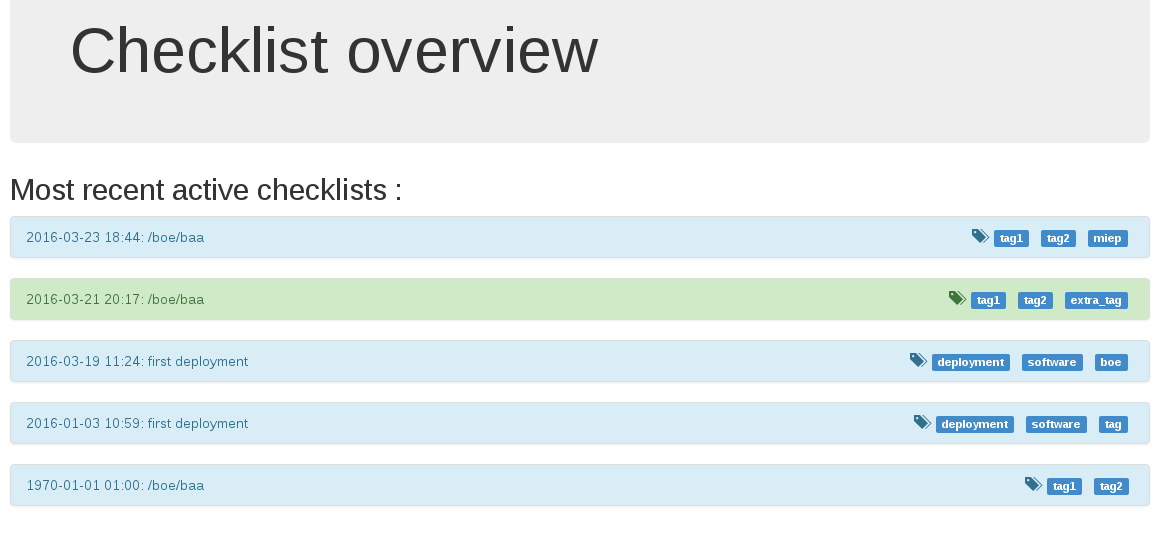 Checklist overview
Most recent active checklists :
2016-03-23 18:44: /boe/baa tag1 tag2 miep
2016-03-21 20:17: /boe/baa tag1 tag2 extra_tag
2016-03-19 11:24: first deployment deployment software boe
2016-01-03 10:59: first deployment deployment software tag
1970-01-01 01:00: /boe/baa tag1 tag2